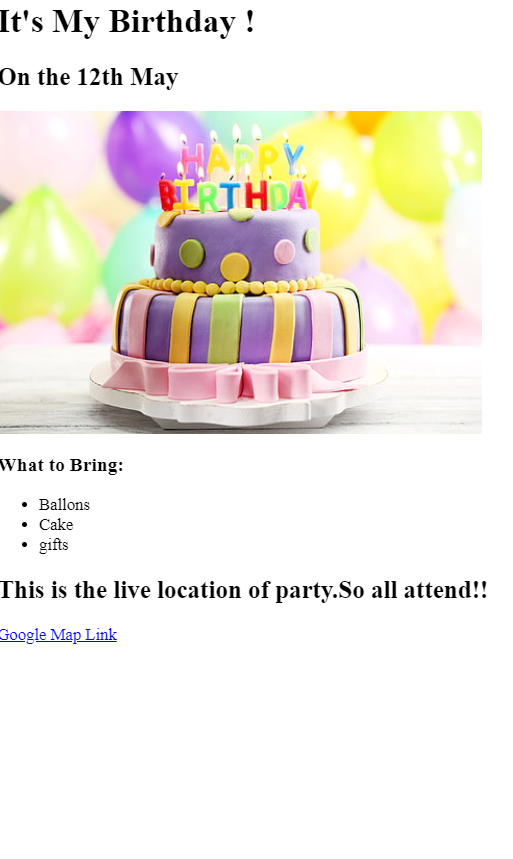 It's My Birthday !
On the 12th May
HAPPY
BIRTHDAY
What to Bring:
Ballons
Cake
gifts
This is the live location of party.So all attend!!
Google Map Link